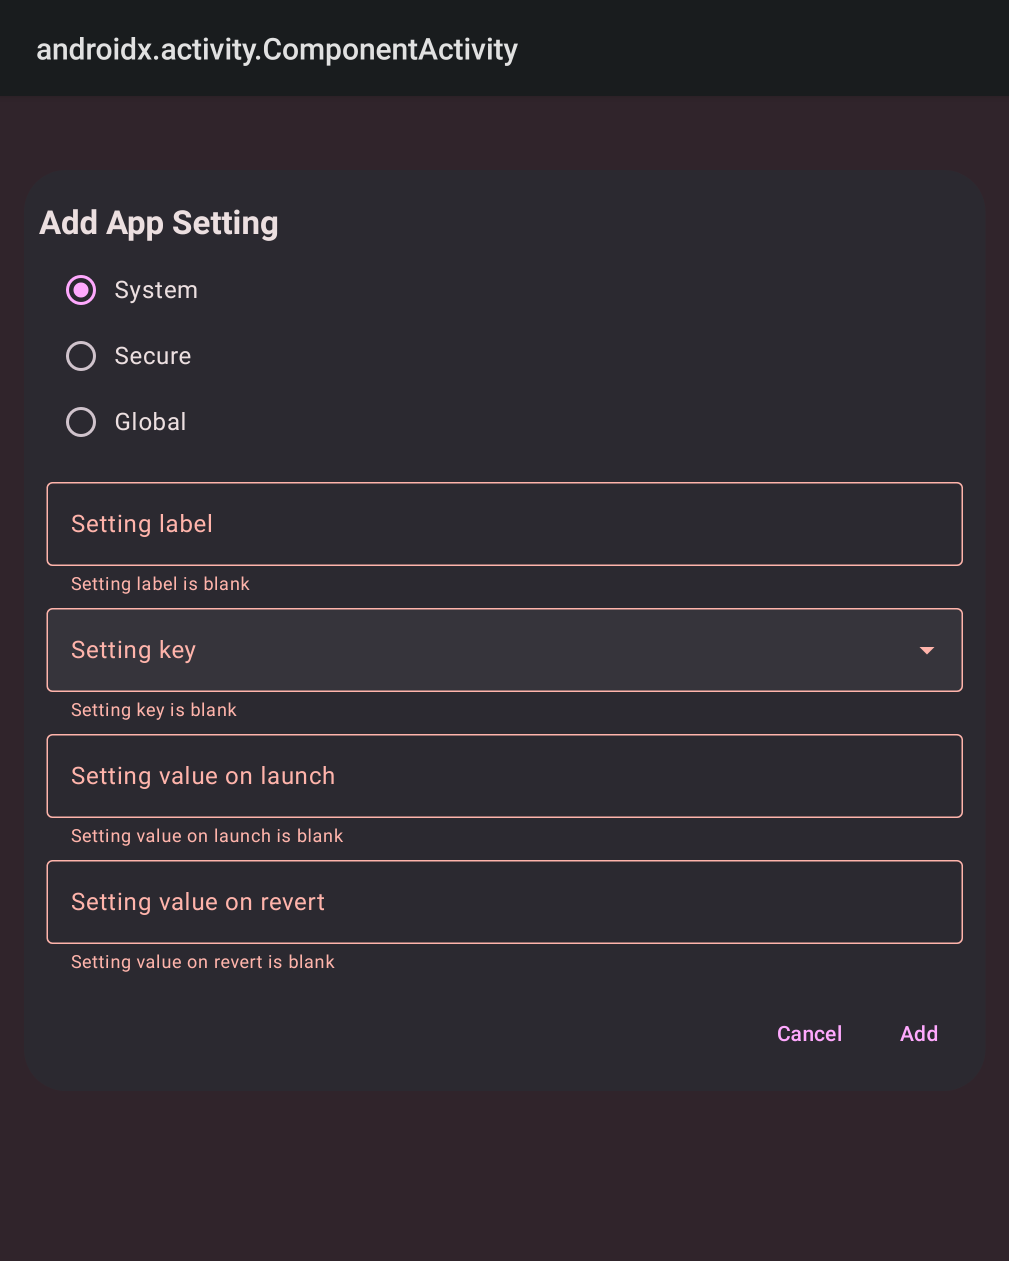 androidx.activity.ComponentActivity
Add App Setting
System
Secure
Global
Setting label
Setting label is blank
Setting key
Setting key is blank
Setting value on launch
Setting value on launch is blank
Setting value on revert
Setting value on revert is blank
Cancel Add